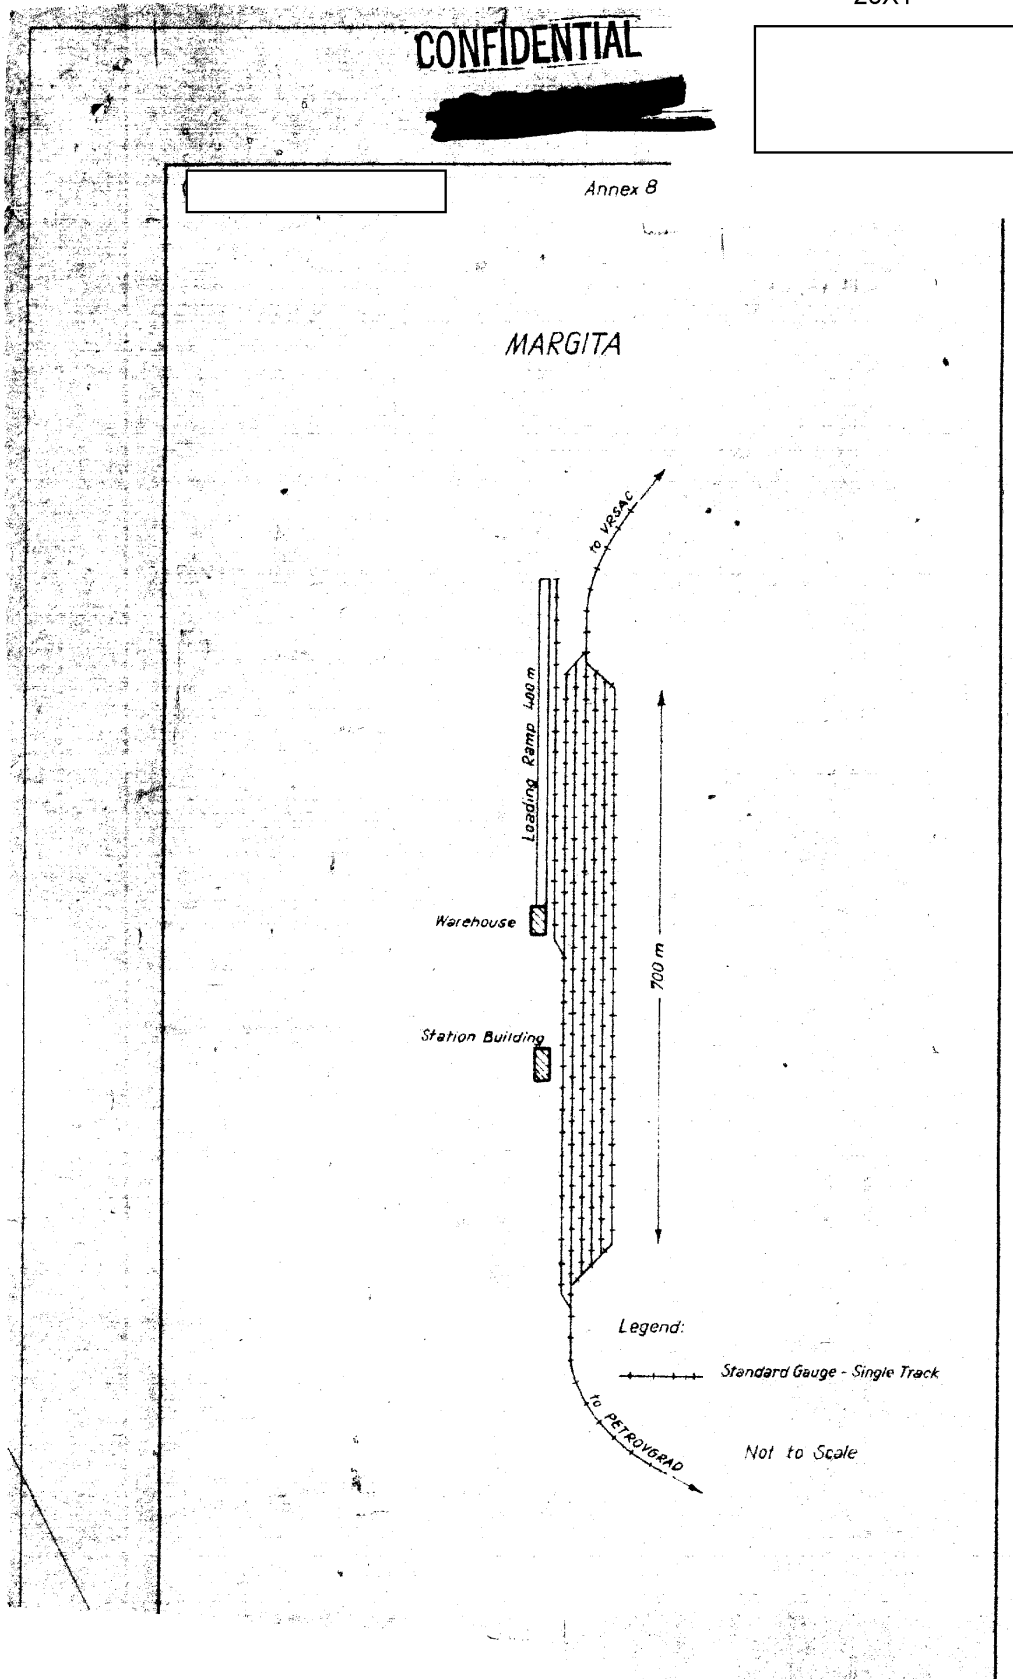 25X1
CONFIDENTIAL
Annex 8
MARGITA
to VRSAC
Loading Ramp 400 m
Warehouse
700 m
Station Building
Legend:
Standard Gauge - Single Track
to PETROVGRAD
Not to Scale